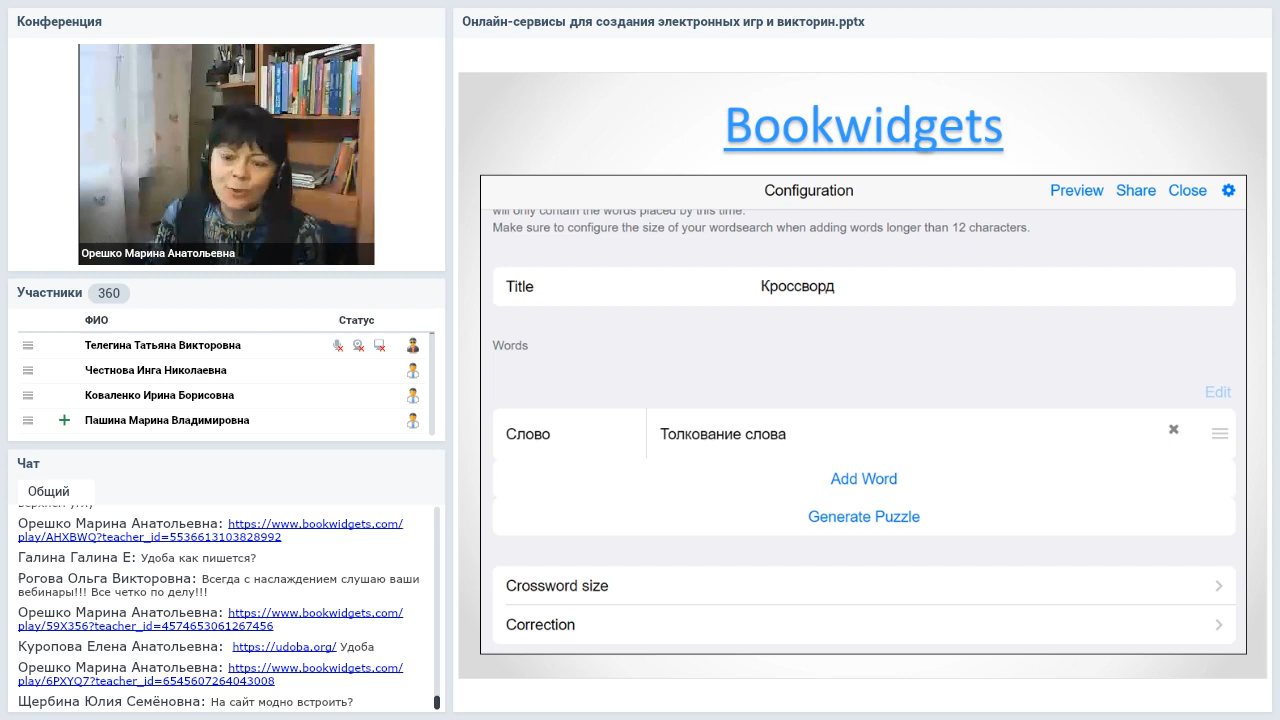 Конференция
Орешко Марина Анатольевна
Участники 360
ФИО Статус
Телегина Татьяна Викторовна
Честнова Инга Николаевна
Коваленко Ирина Борисовна
Пашина Марина Владимировна
Чат
Общий
Орешко Марина Анатольевна: https://www.bookwidgets.com/
play/AHXBWQ?teacher_id=5536613103828992
Галина Галина Е: Удоба как пишется?
Рогова Ольга Викторовна: Всегда с наслаждением слушаю ваши
вебинары!!! Все четко по делу!!!
Орешко Марина Анатольевна: https://www.bookwidgets.com/
play/59X356?teacher_id=4574653061267456
Куропова Елена Анатольевна: https://udoba.org/ Удоба
Орешко Марина Анатольевна: https://www.bookwidgets.com/
play/6PXYQ7?teacher_id=6545607264043008
Щербина Юлия Семёновна: На сайт модно встроить?
Онлайн-сервисы для создания электронных игр и викторин.pptx
Bookwidgets
Configuration Preview Share Close
will only contain the words placed by this time.
Make sure to configure the size of your wordsearch when adding words longer than 12 characters.
Title Кроссворд
Words
Edit
Слово Толкование слова
Add Word
Generate Puzzle
Crossword size
Correction